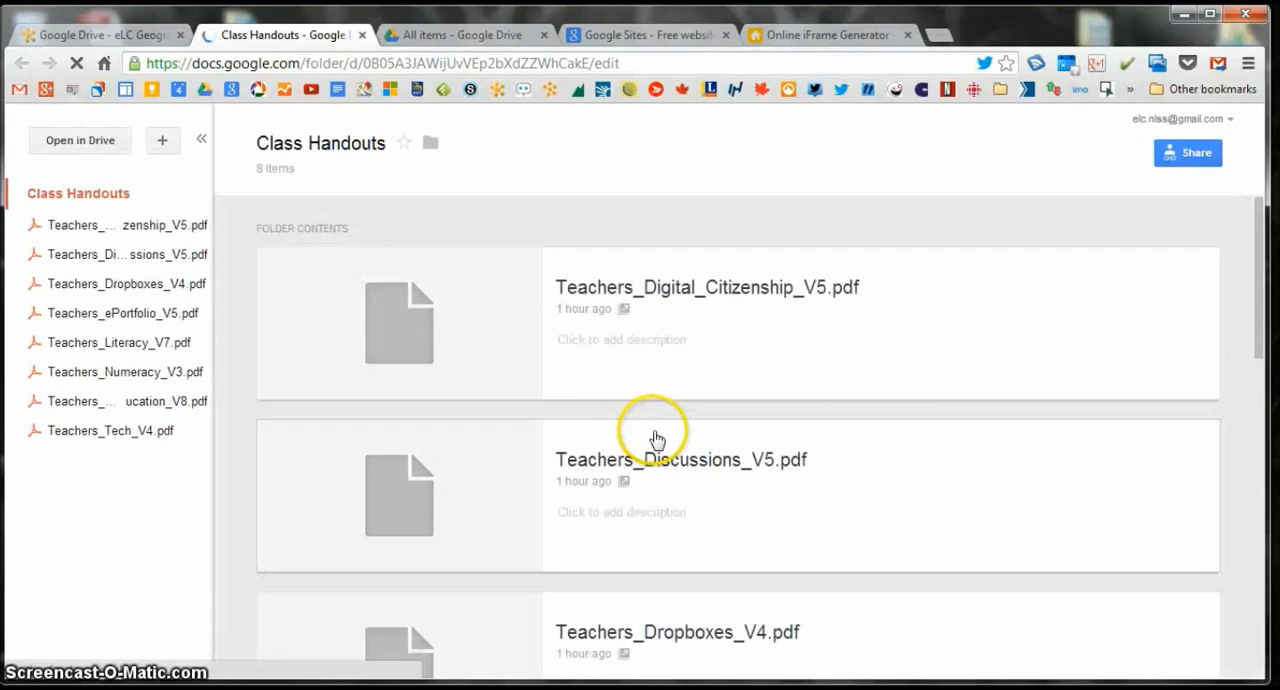 Google Drive - eLC Geogr
Class Handouts - Google
All items - Google Drive
Google Sites - Free websit
Online iFrame Generator
https://docs.google.com/folder/d/0B05A3JAWijUvVEp2bXdZZWhCakE/edit
Other bookmarks
elc.nlss@gmail.com
Open in Drive
+
«
Class Handouts
8 items
Share
Class Handouts
Teachers_... zenship_V5.pdf
Teachers_Di...ssions_V5.pdf
Teachers_Dropboxes_V4.pdf
Teachers_ePortfolio_V5.pdf
Teachers_Literacy_V7.pdf
Teachers_Numeracy_V3.pdf
Teachers_... ucation_V8.pdf
Teachers_Tech_V4.pdf
FOLDER CONTENTS
Teachers_Digital_Citizenship_V5.pdf
1 hour ago
Click to add description
Teachers_Discussions_V5.pdf
1 hour ago
Click to add description
Teachers_Dropboxes_V4.pdf
1 hour ago
Screencast-O-Matic.com